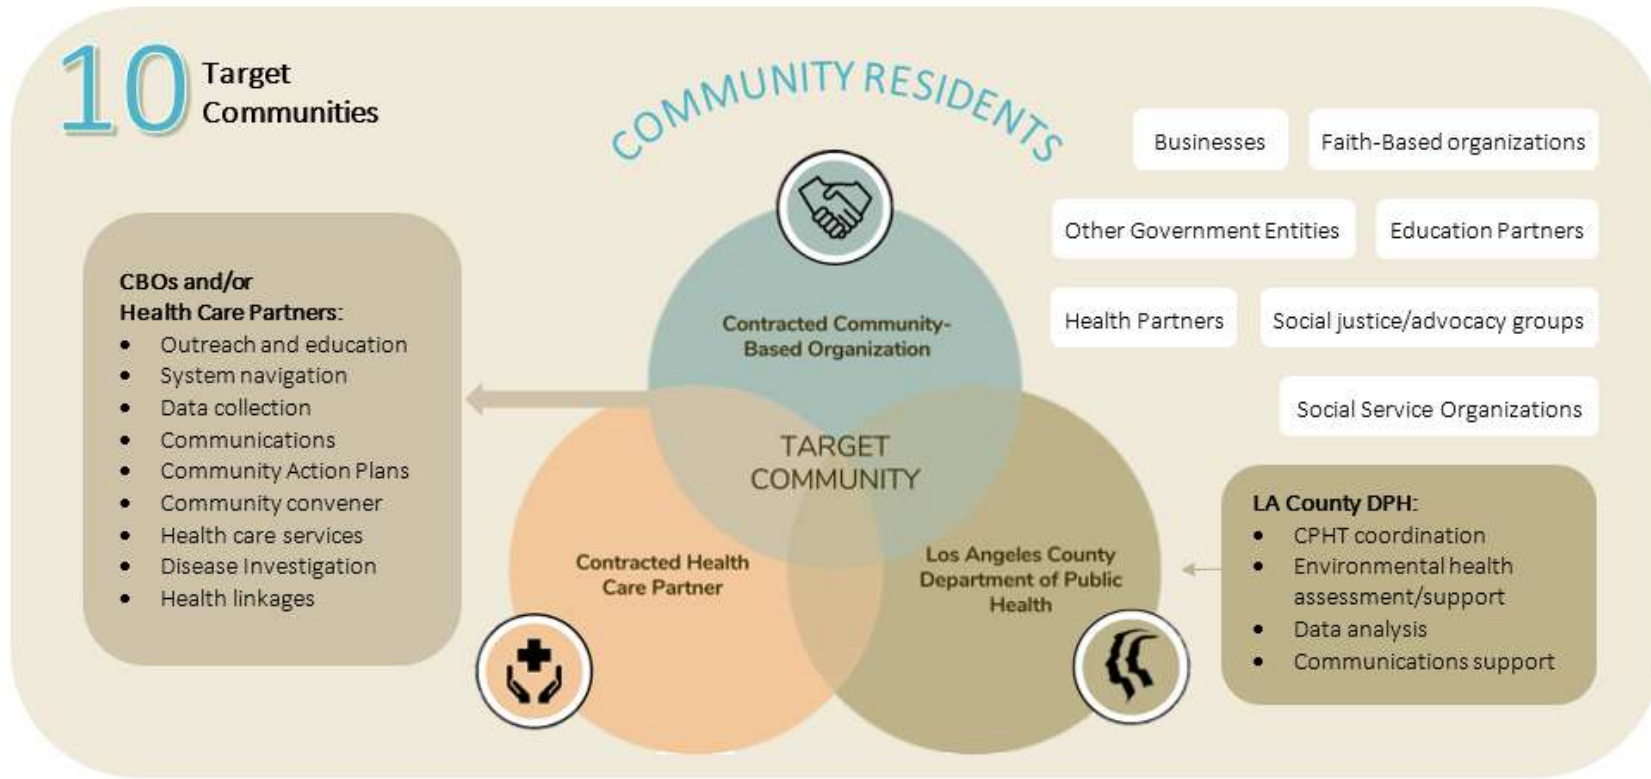 10 Target
Communities
COMMUNITY RESIDENTS
Businesses
Faith-Based organizations
Other Government Entities
Education Partners
Health Partners
Social justice/advocacy groups
Social Service Organizations
CBOs and/or
Health Care Partners:
• Outreach and education
• System navigation
• Data collection
• Communications
• Community Action Plans
• Community convener
• Health care services
• Disease Investigation
• Health linkages
Contracted Community-
Based Organization
TARGET
COMMUNITY
Contracted Health
Care Partner
Los Angeles County
Department of Public
Health
LA County DPH:
• CPHT coordination
• Environmental health
assessment/support
• Data analysis
• Communications support